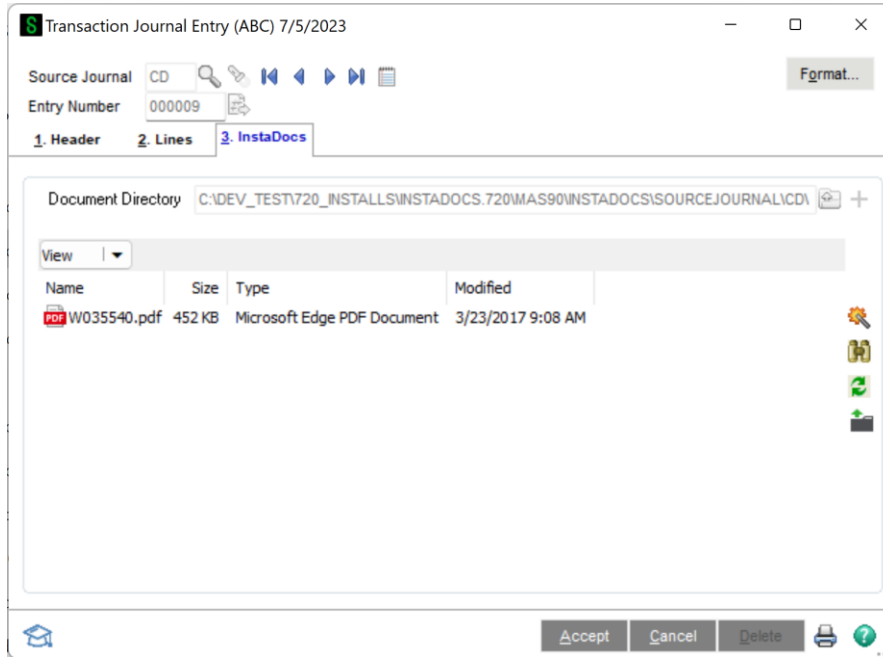 S Transaction Journal Entry (ABC) 7/5/2023
Source Journal CD
Format...
Entry Number 000009
1. Header 2. Lines 3. InstaDocs
Document Directory C:\DEV_TEST\720_INSTALLS\INSTADOCS.720\MAS90\INSTADOCS\SOURCEJOURNAL\CD\
View
Name Size Type Modified
PDF W035540.pdf 452 KB Microsoft Edge PDF Document 3/23/2017 9:08 AM
Accept Cancel Delete ?